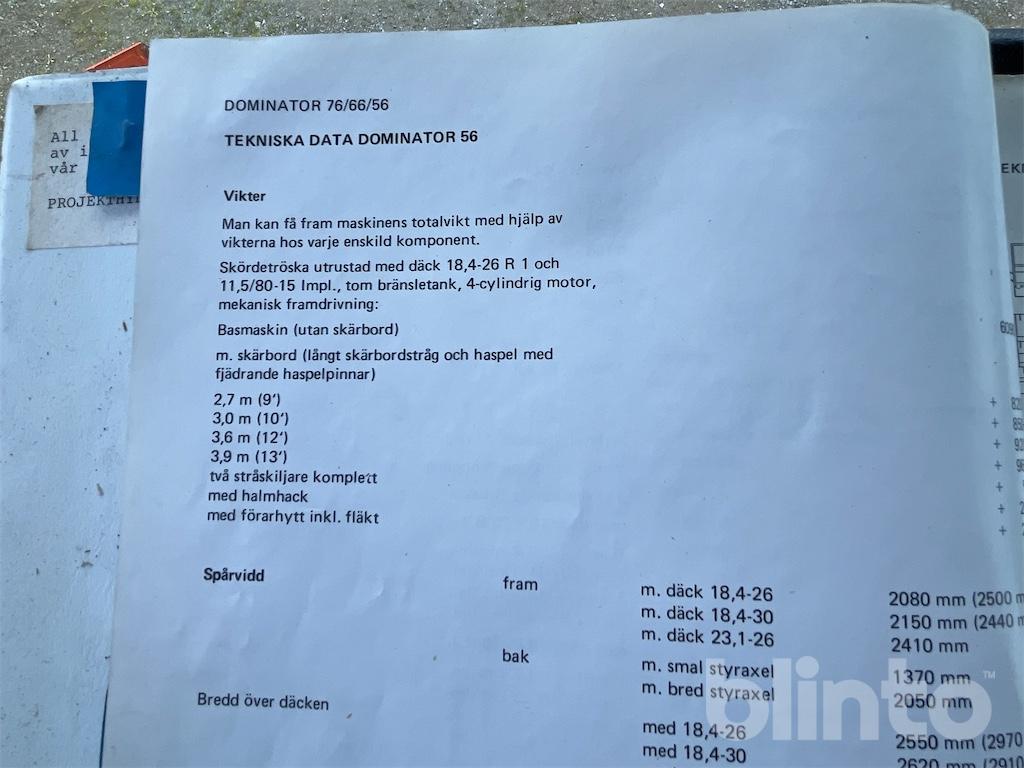 DOMINATOR 76/66/56
TEKNISKA DATA DOMINATOR 56
Vikter
Man kan få fram maskinens totalvikt med hjälp av
vikterna hos varje enskild komponent.
Skördetröska utrustad med däck 18,4-26 R 1 och
11,5/80-15 Impl., tom bränsletank, 4-cylindrig motor,
mekanisk framdrivning:
Basmaskin (utan skärbord)
m. skärbord (långt skärbordstråg och haspel med
fjädrande haspelpinnar)
2,7 m (9')
3,0 m (10')
3,6 m (12')
3,9 m (13')
två stråskiljare komplett
med halmhack
med förarhytt inkl. fläkt
Spårvidd fram m. däck 18,4-26 2080 mm (2500 m
m. däck 18,4-30 2150 mm (2440 m
m. däck 23,1-26 2410 mm
bak m. smal styraxel 1370 mm
m. bred styraxel 2050 mm
Bredd över däcken med 18,4-26 2550 mm (2970
med 18,4-30 2620 mm (2910
All
av i
vår
blinto™